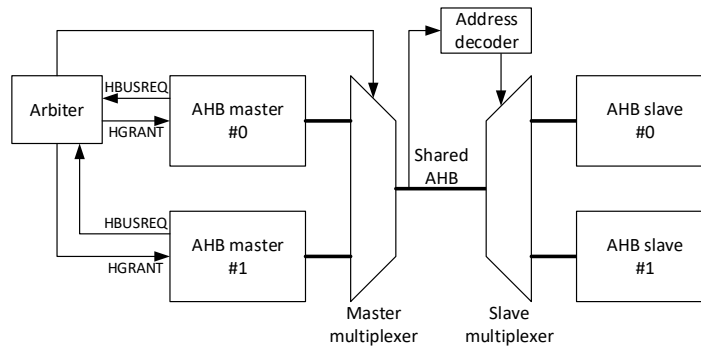 Address
decoder
Arbiter
HBUSREQ
HGRANT
AHB master
#0
Shared
AHB
AHB slave
#0
HBUSREQ
HGRANT
AHB master
#1
AHB slave
#1
Master
multiplexer
Slave
multiplexer